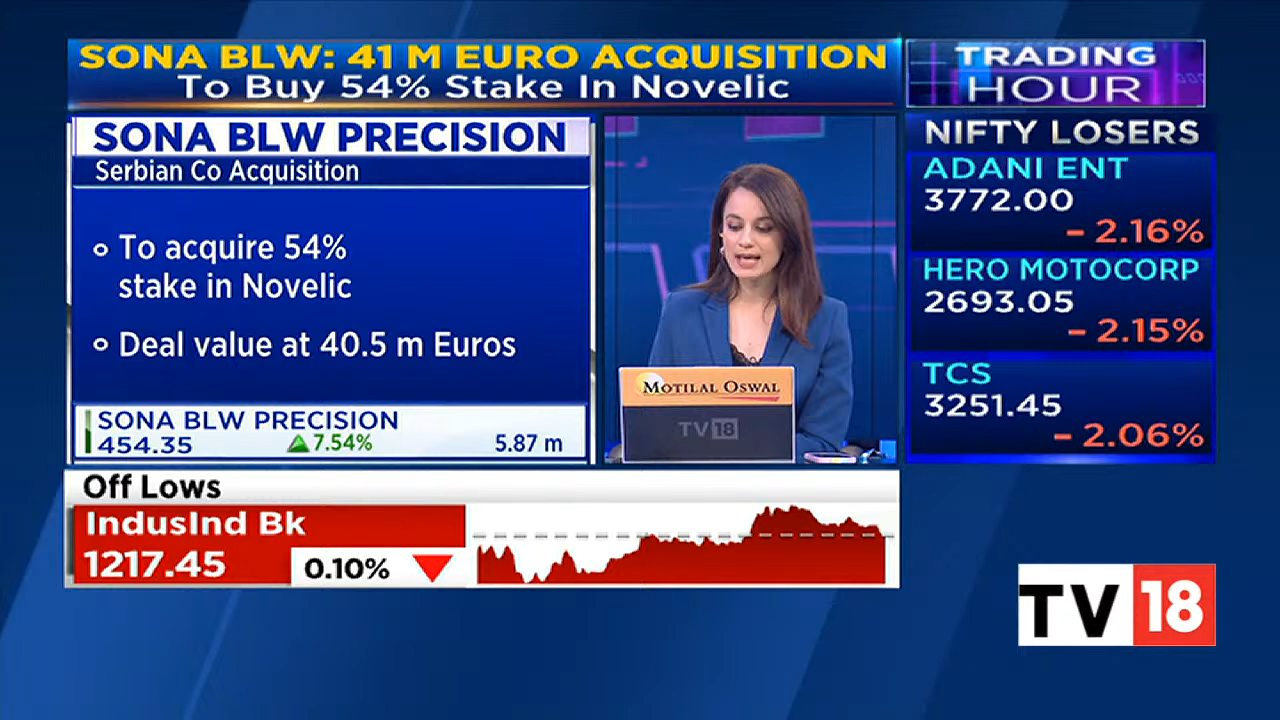 SONA BLW: 41 M EURO ACQUISITION
To Buy 54% Stake In Novelic
TRADING
HOUR
SONA BLW PRECISION
Serbian Co Acquisition
To acquire 54%
stake in Novelic
Deal value at 40.5 m Euros
SONA BLW PRECISION
454.35 7.54% 5.87 m
MOTILAL OSWAL
TV18
NIFTY LOSERS
ADANI ENT
3772.00
- 2.16%
HERO MOTOCORP
2693.05
- 2.15%
TCS
3251.45
- 2.06%
Off Lows
IndusInd Bk
1217.45 0.10%
TV18